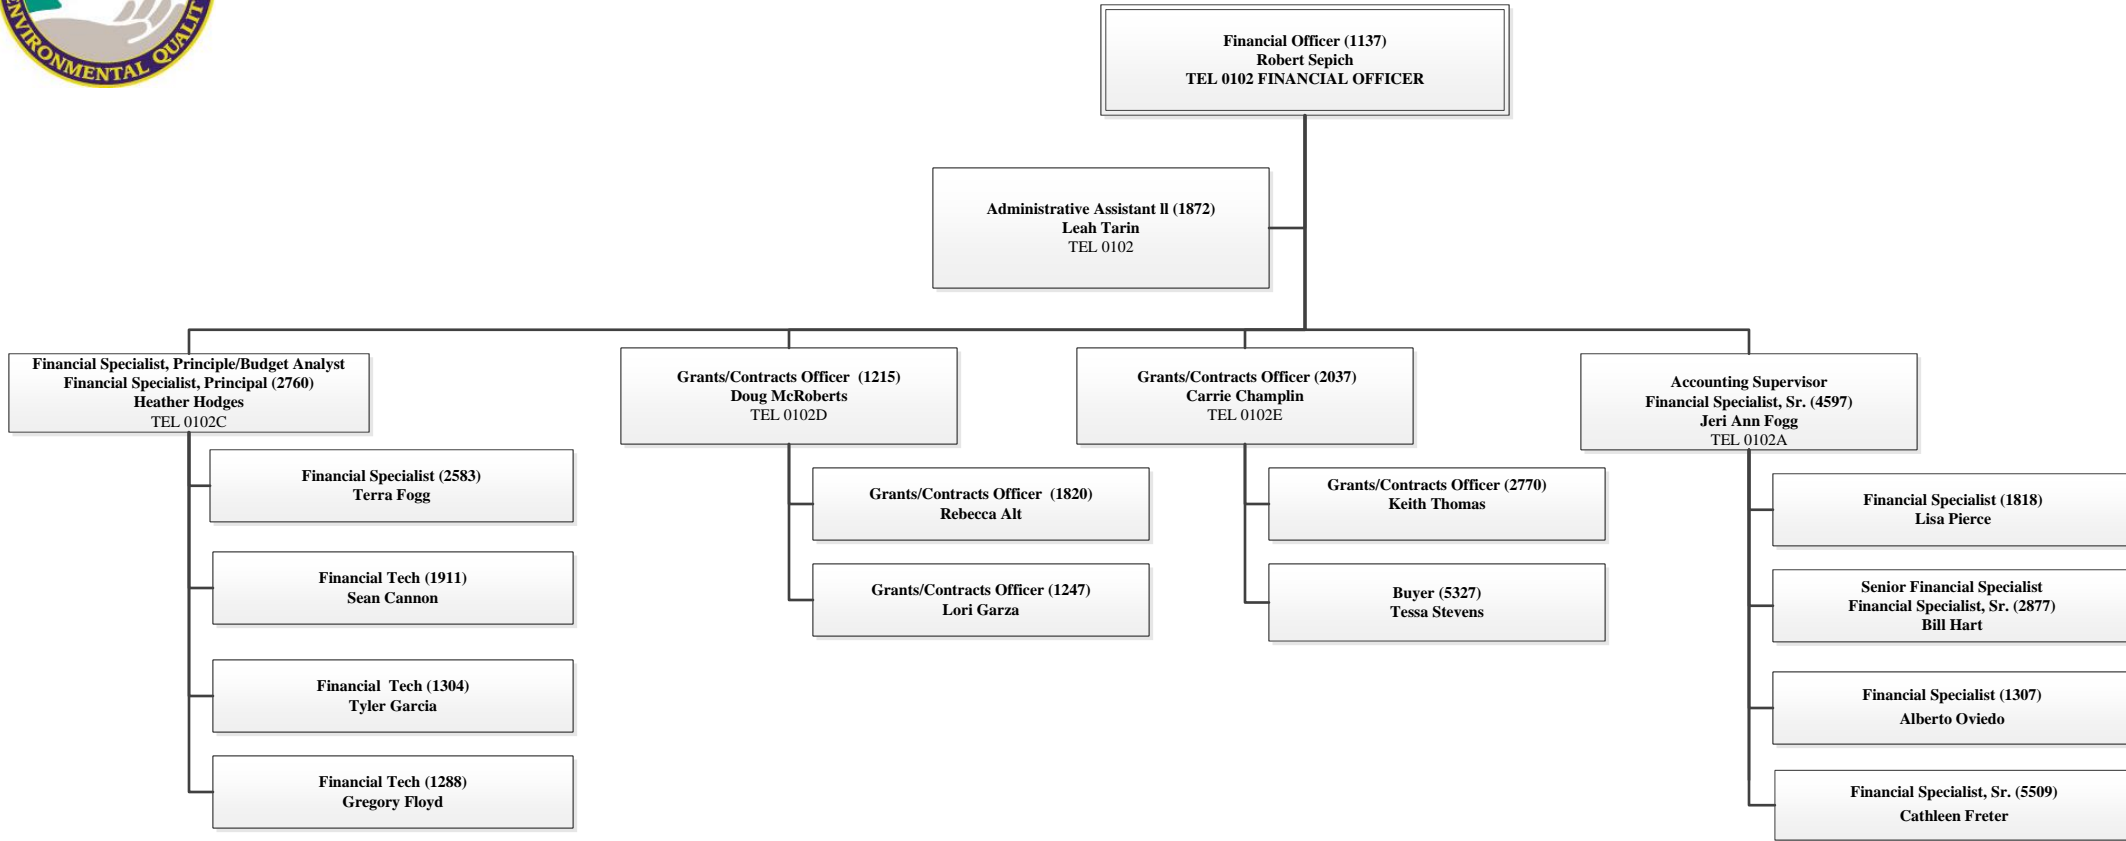 ENVIRONMENTAL QUALIT
Financial Officer (1137)
Robert Sepich
TEL 0102 FINANCIAL OFFICER
Administrative Assistant ll (1872)
Leah Tarin
TEL 0102
Financial Specialist, Principle/Budget Analyst
Financial Specialist, Principal (2760)
Heather Hodges
TEL 0102C
Grants/Contracts Officer (1215)
Doug McRoberts
TEL 0102D
Grants/Contracts Officer (2037)
Carrie Champlin
TEL 0102E
Accounting Supervisor
Financial Specialist, Sr. (4597)
Jeri Ann Fogg
TEL 0102A
Financial Specialist (2583)
Terra Fogg
Financial Tech (1911)
Sean Cannon
Financial Tech (1304)
Tyler Garcia
Financial Tech (1288)
Gregory Floyd
Grants/Contracts Officer (1820)
Rebecca Alt
Grants/Contracts Officer (1247)
Lori Garza
Grants/Contracts Officer (2770)
Keith Thomas
Buyer (5327)
Tessa Stevens
Financial Specialist (1818)
Lisa Pierce
Senior Financial Specialist
Financial Specialist, Sr. (2877)
Bill Hart
Financial Specialist (1307)
Alberto Oviedo
Financial Specialist, Sr. (5509)
Cathleen Freter